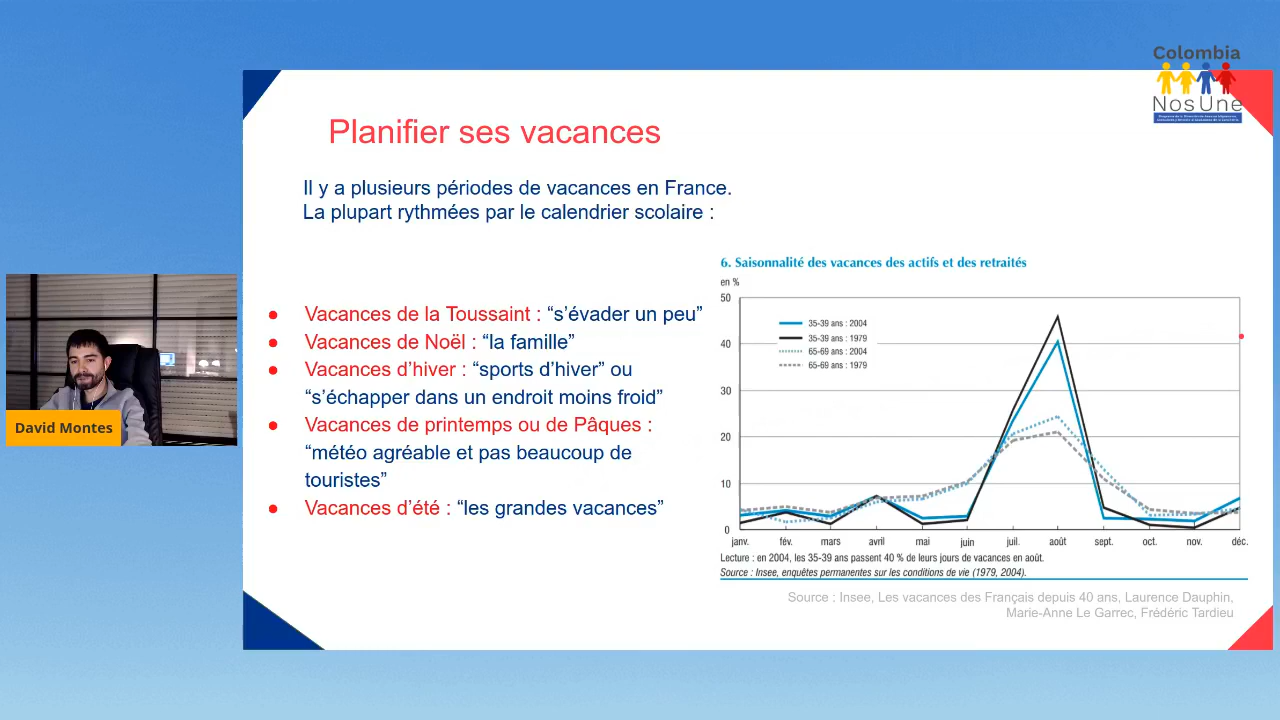 Colombia
NosUne
Planifier ses vacances
Il y a plusieurs périodes de vacances en France.
La plupart rythmées par le calendrier scolaire :
● Vacances de la Toussaint : “s’évader un peu”
● Vacances de Noël : “la famille”
● Vacances d’hiver : “sports d’hiver” ou
“s’échapper dans un endroit moins froid”
● Vacances de printemps ou de Pâques :
“météo agréable et pas beaucoup de
touristes”
● Vacances d’été : “les grandes vacances”
6. Saisonnalité des vacances des actifs et des retraités
en %
50
40
30
20
10
0
35-39 ans : 2004
35-39 ans : 1979
65-69 ans : 2004
65-69 ans : 1979
janv. fév. mars avril mai juin juil. août sept. oct. nov. déc.
Lecture : en 2004, les 35-39 ans passent 40 % de leurs jours de vacances en août.
Source : Insee, enquêtes permanentes sur les conditions de vie (1979, 2004).
Source : Insee, Les vacances des Français depuis 40 ans, Laurence Dauphin,
Marie-Anne Le Garrec, Frédéric Tardieu
David Montes